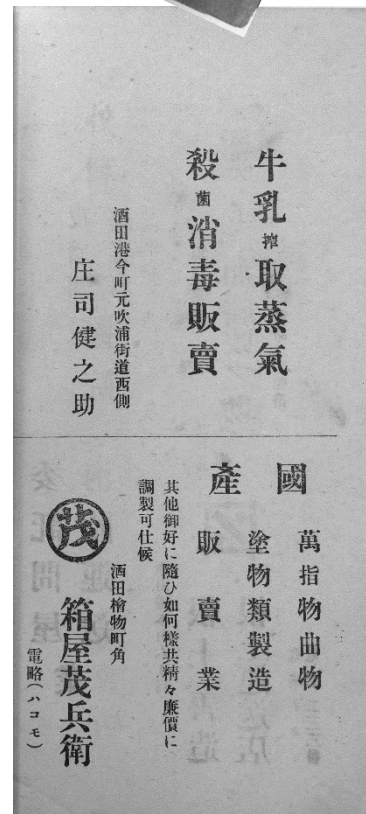 牛乳搾取蒸氣
殺菌消毒販賣
酒田港今町元吹浦街道西側
庄司健之助
國產
萬指物曲物
塗物類製造
販賣業
其他御好に隨ひ如何樣共精々廉價に
調製可仕候
酒田檜物町角
茂
箱屋茂兵衛
電略(ハコモ)